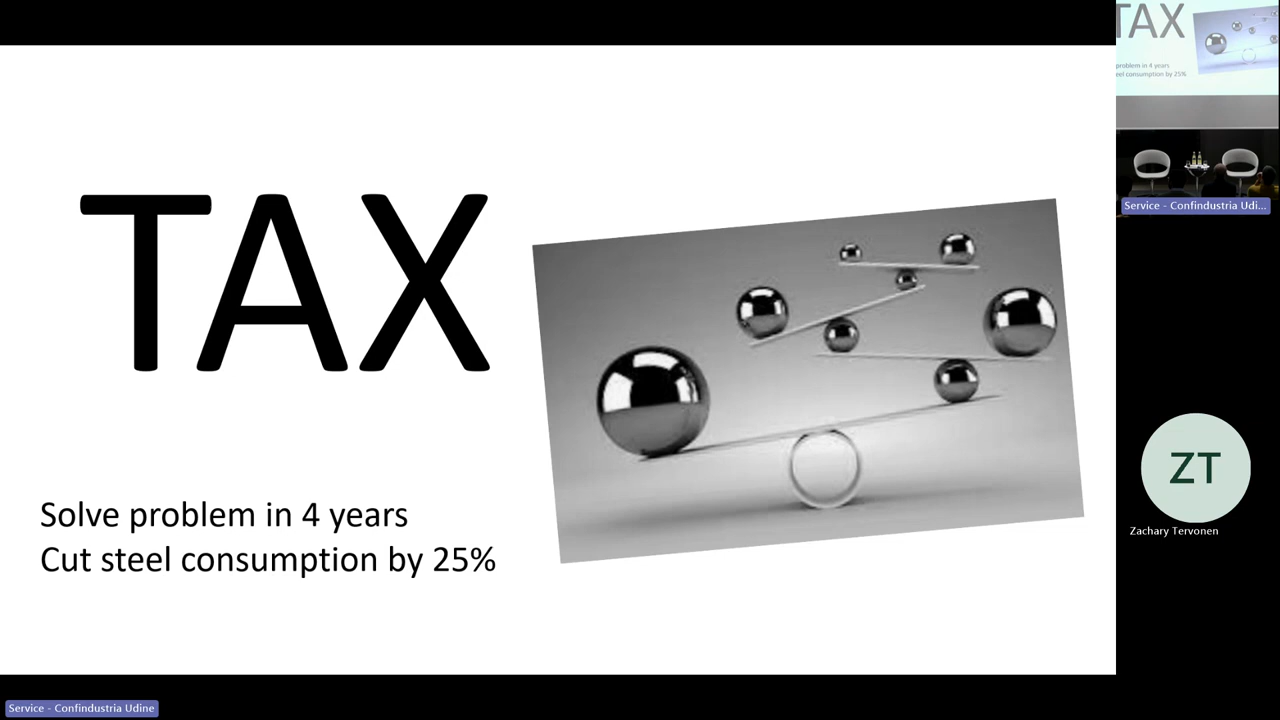 TAX
Solve problem in 4 years
Cut steel consumption by 25%
Service - Confindustria Udine
TAX
problem in 4 years
eel consumption by 25%
Service - Confindustria Udi...
ZT
Zachary Tervonen